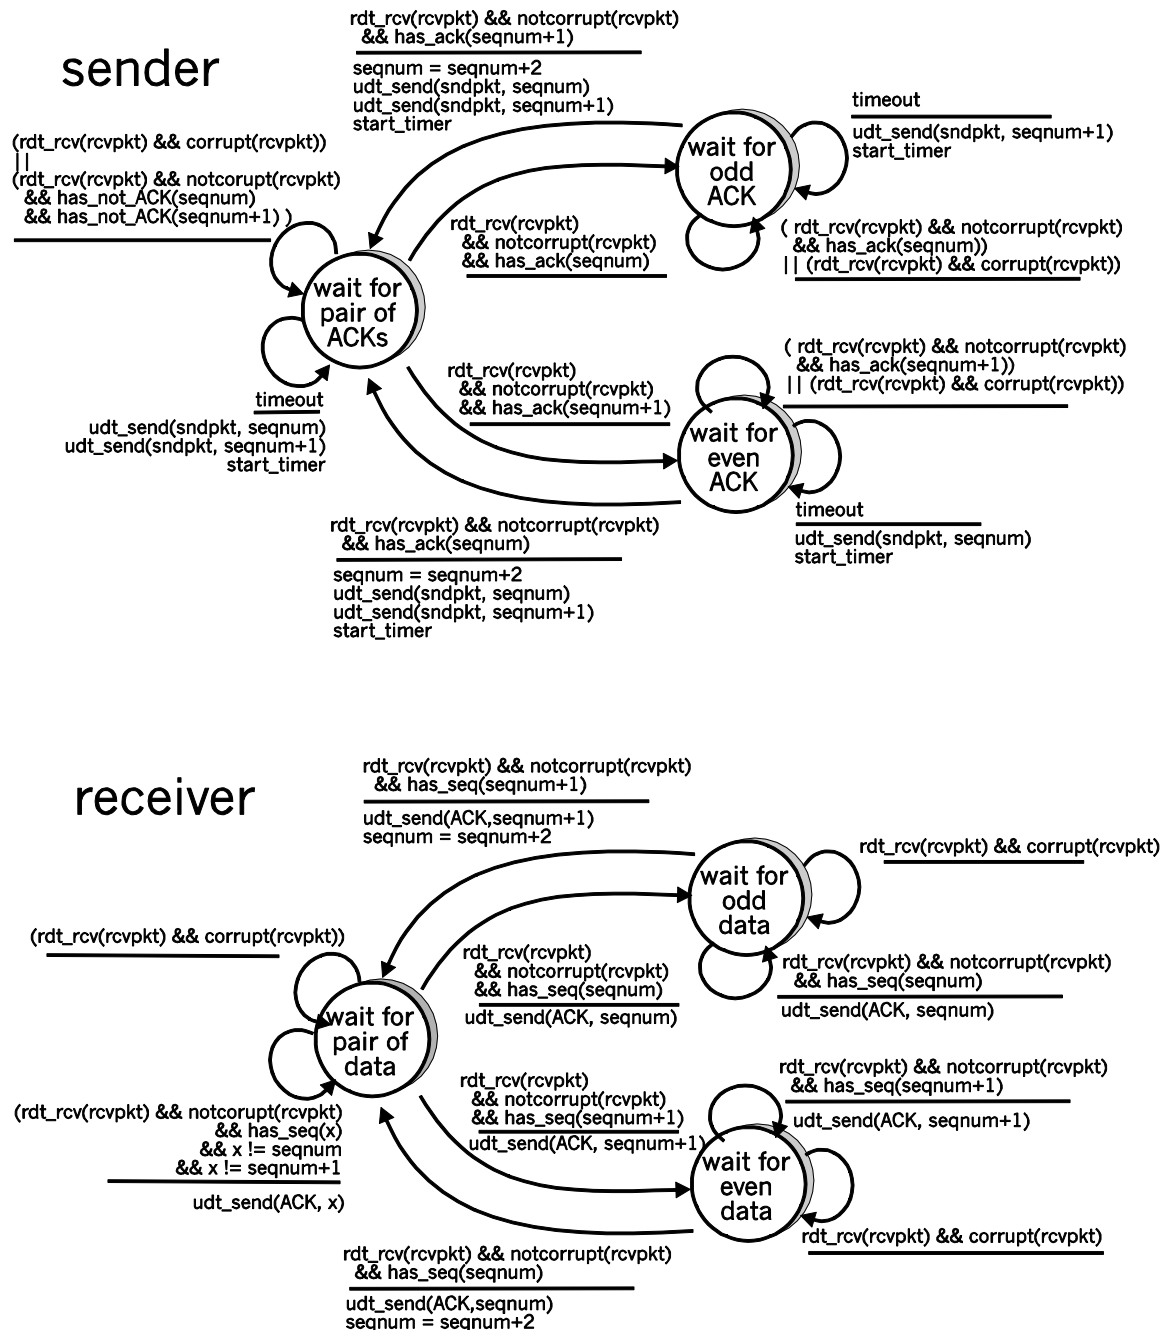 sender
rdt_rcv(rcvpkt) && notcorrupt(rcvpkt)
&& has_ack(seqnum+1)
seqnum = seqnum+2
udt_send(sndpkt, seqnum)
udt_send(sndpkt, seqnum+1)
start_timer
(rdt_rcv(rcvpkt) && corrupt(rcvpkt))
||
(rdt_rcv(rcvpkt) && notcorupt(rcvpkt)
&& has_not_ACK(seqnum)
&& has_not_ACK(seqnum+1) )
wait for
odd
ACK
timeout
udt_send(sndpkt, seqnum+1)
start_timer
rdt_rcv(rcvpkt)
&& notcorrupt(rcvpkt)
&& has_ack(seqnum)
( rdt_rcv(rcvpkt) && notcorrupt(rcvpkt)
&& has_ack(seqnum))
|| (rdt_rcv(rcvpkt) && corrupt(rcvpkt))
wait for
pair of
ACKs
timeout
udt_send(sndpkt, seqnum)
udt_send(sndpkt, seqnum+1)
start_timer
rdt_rcv(rcvpkt)
&& notcorrupt(rcvpkt)
&& has_ack(seqnum+1)
( rdt_rcv(rcvpkt) && notcorrupt(rcvpkt)
&& has_ack(seqnum+1))
|| (rdt_rcv(rcvpkt) && corrupt(rcvpkt))
wait for
even
ACK
timeout
udt_send(sndpkt, seqnum)
start_timer
rdt_rcv(rcvpkt) && notcorrupt(rcvpkt)
&& has_ack(seqnum)
seqnum = seqnum+2
udt_send(sndpkt, seqnum)
udt_send(sndpkt, seqnum+1)
start_timer
receiver
rdt_rcv(rcvpkt) && notcorrupt(rcvpkt)
&& has_seq(seqnum+1)
udt_send(ACK,seqnum+1)
seqnum = seqnum+2
wait for
odd
data
rdt_rcv(rcvpkt) && corrupt(rcvpkt)
(rdt_rcv(rcvpkt) && corrupt(rcvpkt))
rdt_rcv(rcvpkt)
&& notcorrupt(rcvpkt)
&& has_seq(seqnum)
udt_send(ACK, seqnum)
rdt_rcv(rcvpkt) && notcorrupt(rcvpkt)
&& has_seq(seqnum)
udt_send(ACK, seqnum)
wait for
pair of
data
(rdt_rcv(rcvpkt) && notcorupt(rcvpkt)
&& has_seq(x)
&& x != seqnum
&& x != seqnum+1
udt_send(ACK, x)
rdt_rcv(rcvpkt)
&& notcorrupt(rcvpkt)
&& has_seq(seqnum+1)
udt_send(ACK, seqnum+1)
rdt_rcv(rcvpkt) && notcorrupt(rcvpkt)
&& has_seq(seqnum+1)
udt_send(ACK, seqnum+1)
wait for
even
data
rdt_rcv(rcvpkt) && corrupt(rcvpkt)
rdt_rcv(rcvpkt) && notcorrupt(rcvpkt)
&& has_seq(seqnum)
udt_send(ACK,seqnum)
seqnum = seqnum+2